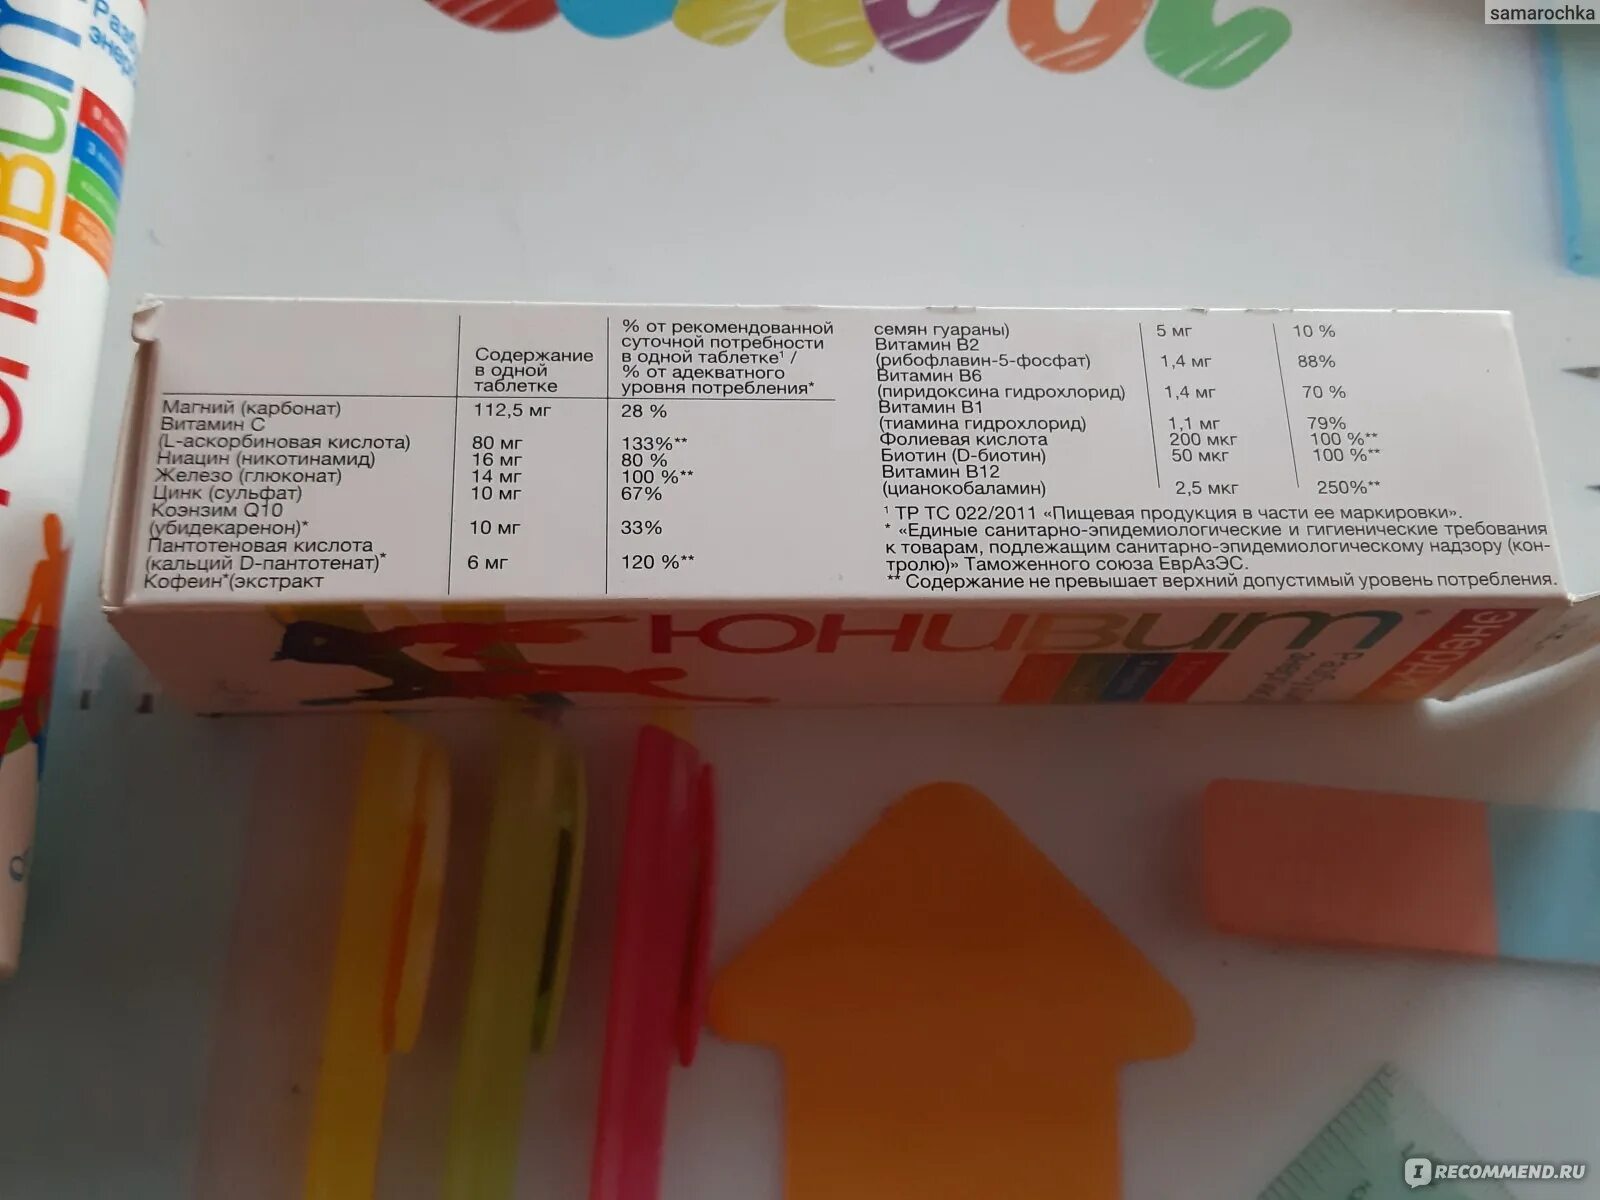 samarochka
Содержание
в одной
таблетке
% от рекомендованной
суточной потребности
в одной таблетке¹ /
% от адекватного
уровня потребления*
Магний (карбонат) 112,5 мг 28 %
Витамин С
(L-аскорбиновая кислота) 80 мг 133%**
Ниацин (никотинамид) 16 мг 80 %
Железо (глюконат) 14 мг 100 %**
Цинк (сульфат) 10 мг 67%
Коэнзим Q10
(убидекаренон)* 10 мг 33%
Пантотеновая кислота
(кальций D-пантотенат)* 6 мг 120 %**
Кофеин*(экстракт
семян гуараны) 5 мг 10 %
Витамин В2
(рибофлавин-5-фосфат) 1,4 мг 88%
Витамин В6
(пиридоксина гидрохлорид) 1,4 мг 70 %
Витамин В1
(тиамина гидрохлорид) 1,1 мг 79%
Фолиевая кислота 200 мкг 100 %**
Биотин (D-биотин) 50 мкг 100 %**
Витамин В12
(цианокобаламин) 2,5 мкг 250%**
¹ ТР ТС 022/2011 «Пищевая продукция в части ее маркировки».
* «Единые санитарно-эпидемиологические и гигиенические требования
к товарам, подлежащим санитарно-эпидемиологическому надзору (кон-
тролю)» Таможенного союза ЕврАзЭС.
** Содержание не превышает верхний допустимый уровень потребления.
ЮНИВИТ
IRECOMMEND.RU